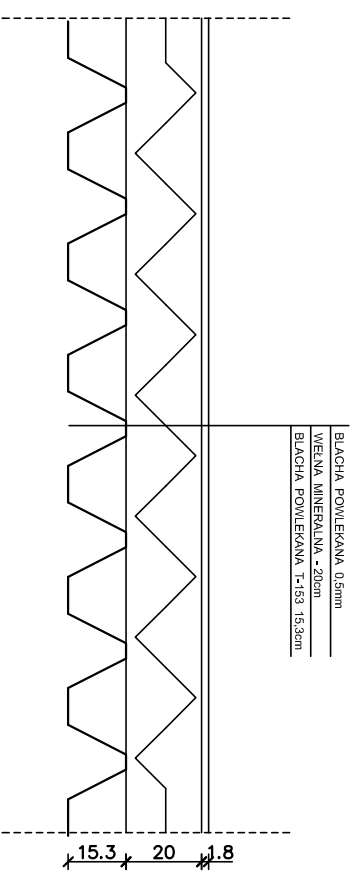 BLACHA POWLEKANA 0,5mm
WEŁNA MINERALNA - 20cm
BLACHA POWLEKANA T-153 15,3cm
15.3 20 1.8